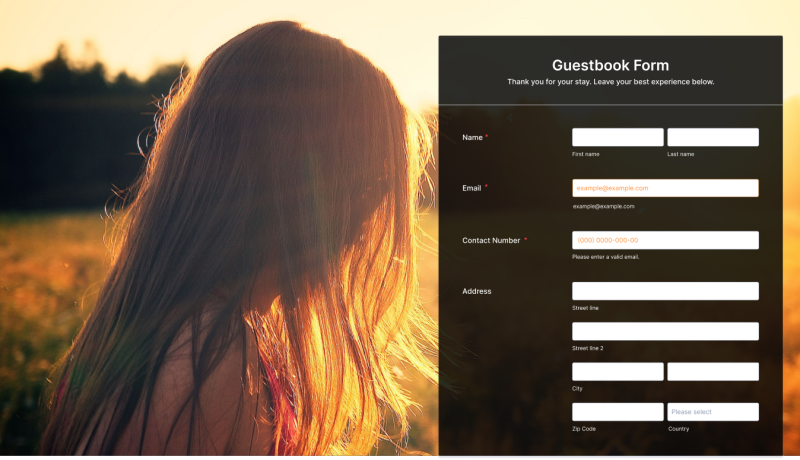 Guestbook Form
Thank you for your stay. Leave your best experience below.
Name *
First name Last name
Email *
example@example.com
example@example.com
Contact Number *
(000) 0000-000-00
Please enter a valid email.
Address
Street line
Street line 2
City
Please select
Zip Code Country